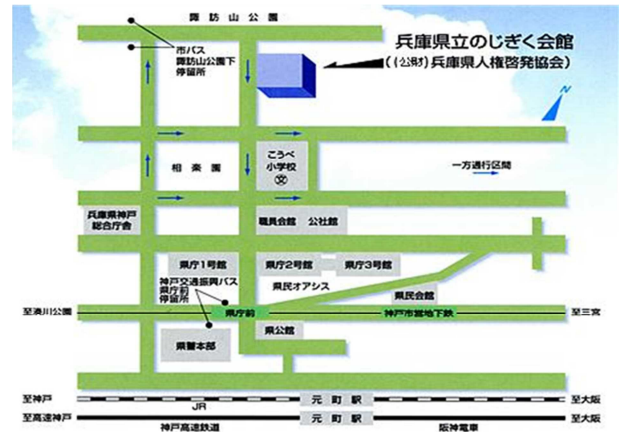 諏訪山公園
市バス
諏訪山公園下
停留所
兵庫県立のじぎく会館
((公財)兵庫県人権啓発協会)
N
相楽園
こうべ
小学校
文
一方通行区間
兵庫県神戸
総合庁舎
職員会館 公社館
県庁1号館
県庁2号館
県庁3号館
神戸交通振興バス
県庁前
停留所
県民オアシス
県民会館
至湊川公園
県庁前
神戸市営地下鉄
至三宮
県警本部
県公館
至神戸
JR
元町駅
至大阪
至高速神戸
神戸高速鉄道
元町駅
阪神電車
至大阪